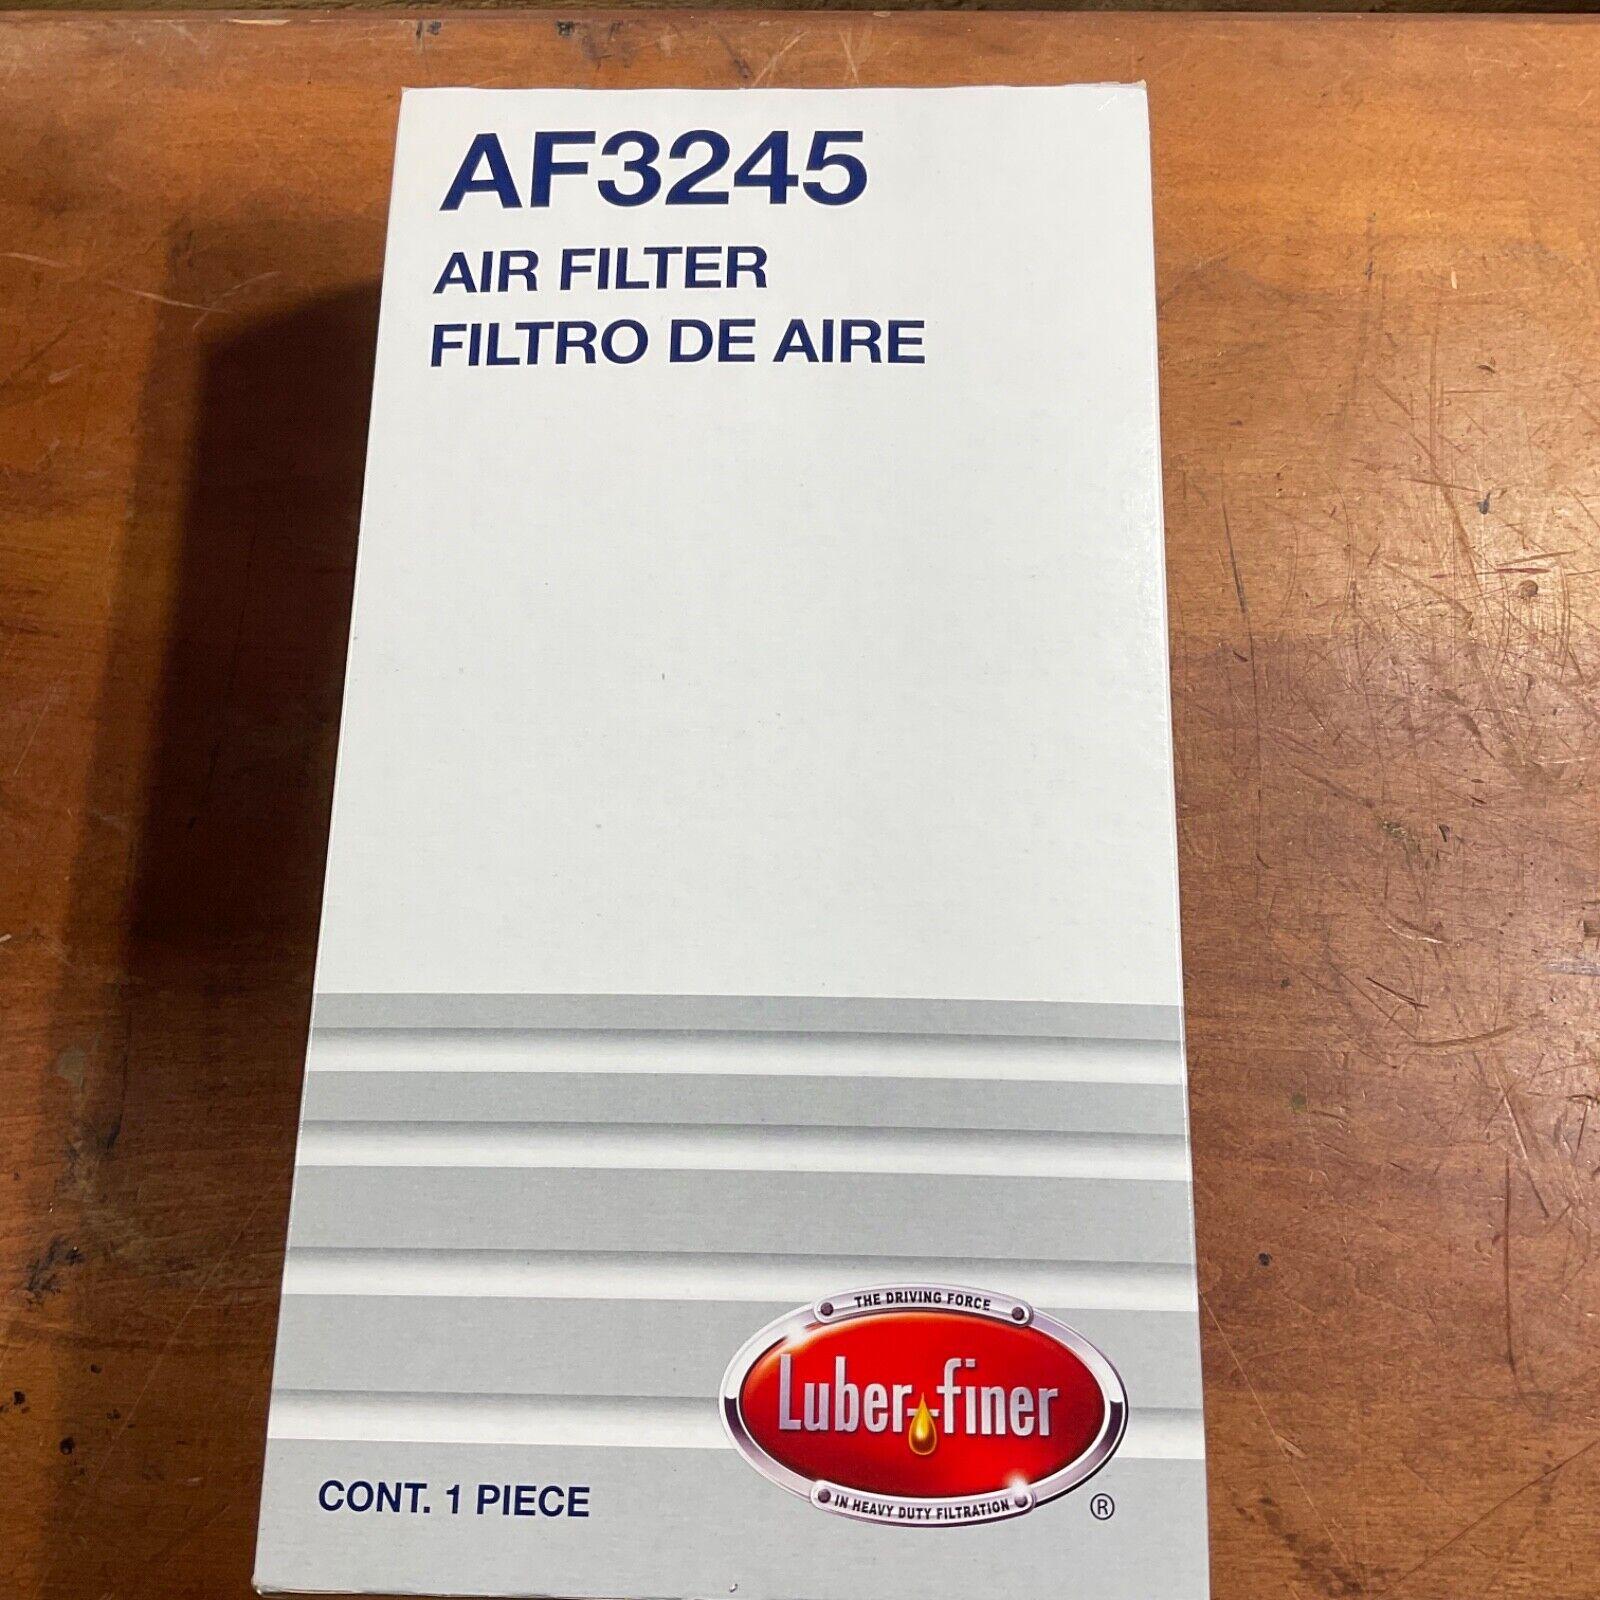 AF3245
AIR FILTER
FILTRO DE AIRE
THE DRIVING FORCE
Luber-finer
IN HEAVY DUTY FILTRATION
®
CONT. 1 PIECE